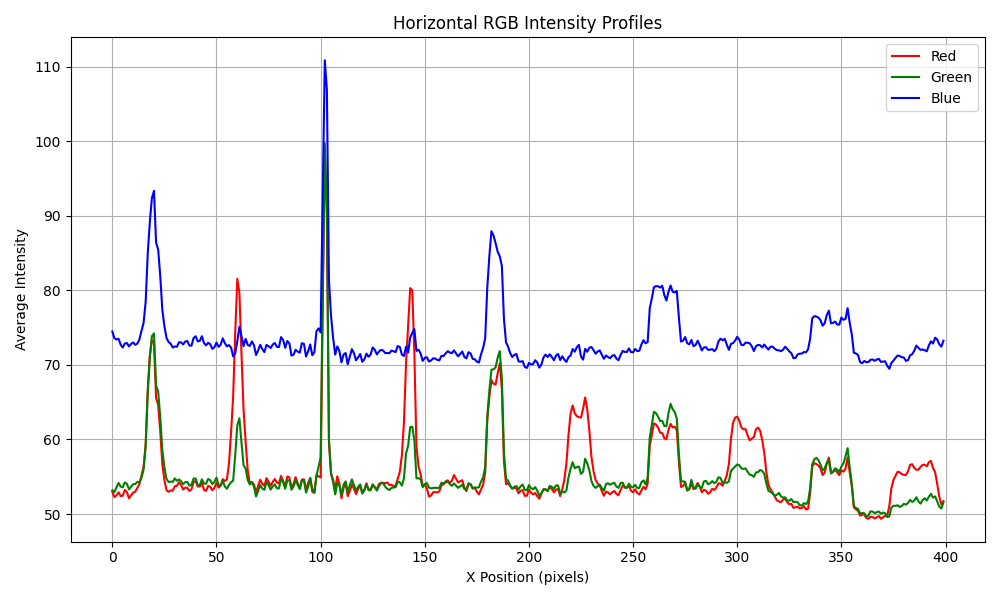 Horizontal RGB Intensity Profiles
Red
Green
Blue
Average Intensity
110
100
90
80
70
60
50
0 50 100 150 200 250 300 350 400
X Position (pixels)